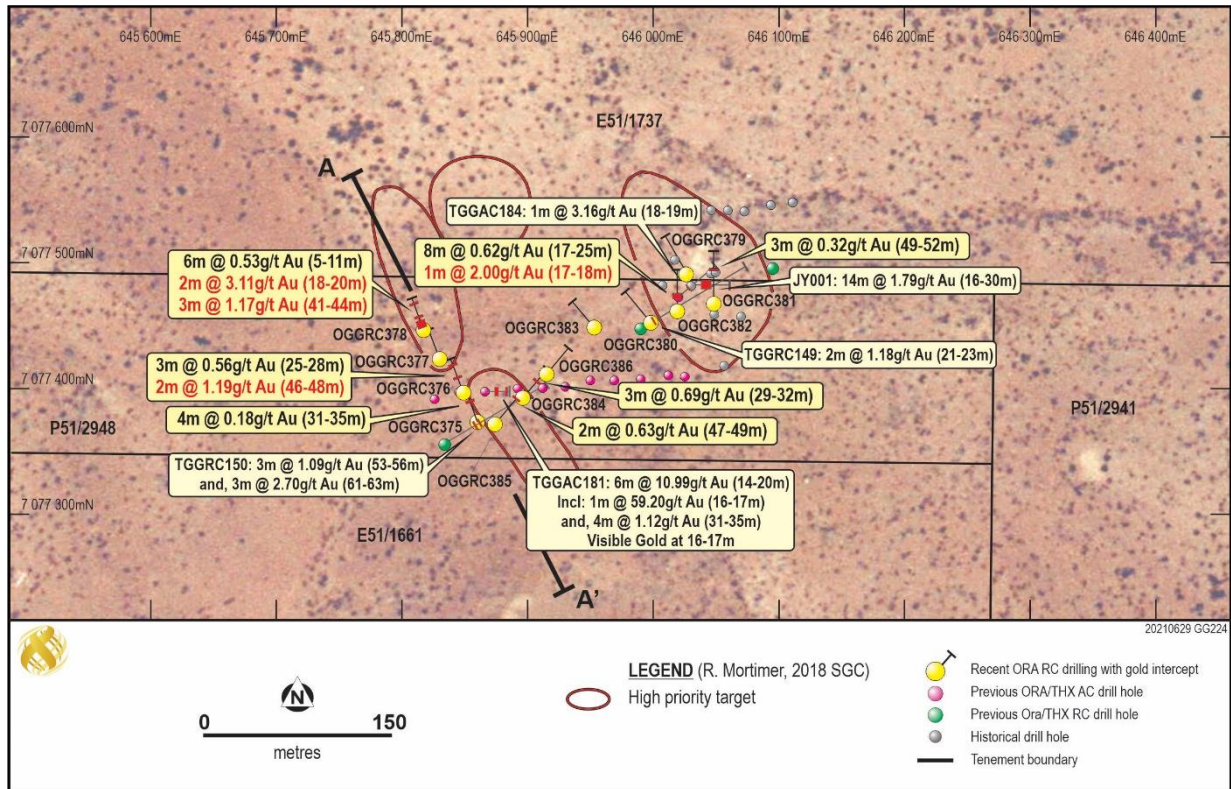 645 600mE 645 700mE 645 800mE 645 900mE 646 000mE 646 100mE 646 200mE 646 300mE 646 400mE
7 077 600mN
E51/1737
A
TGGAC184: 1m @ 3.16g/t Au (18-19m)
OGGRC379
8m @ 0.62g/t Au (17-25m)
1m @ 2.00g/t Au (17-18m)
3m @ 0.32g/t Au (49-52m)
7 077 500mN
6m @ 0.53g/t Au (5-11m)
2m @ 3.11g/t Au (18-20m)
3m @ 1.17g/t Au (41-44m)
JY001: 14m @ 1.79g/t Au (16-30m)
OGGRC381
OGGRC382
OGGRC378
OGGRC383
OGGRC380
OGGRC377
TGGRC149: 2m @ 1.18g/t Au (21-23m)
3m @ 0.56g/t Au (25-28m)
2m @ 1.19g/t Au (46-48m)
OGGRC386
OGGRC376
7 077 400mN
3m @ 0.69g/t Au (29-32m)
OGGRC384
4m @ 0.18g/t Au (31-35m)
OGGRC375
2m @ 0.63g/t Au (47-49m)
P51/2948
P51/2941
TGGRC150: 3m @ 1.09g/t Au (53-56m)
and, 3m @ 2.70g/t Au (61-63m)
OGGRC385
TGGAC181: 6m @ 10.99g/t Au (14-20m)
Incl: 1m @ 59.20g/t Au (16-17m)
and, 4m @ 1.12g/t Au (31-35m)
Visible Gold at 16-17m
7 077 300mN
E51/1661
A'
20210629 GG224
N
0 150
metres
LEGEND (R. Mortimer, 2018 SGC)
High priority target
Recent ORA RC drilling with gold intercept
Previous ORA/THX AC drill hole
Previous Ora/THX RC drill hole
Historical drill hole
Tenement boundary